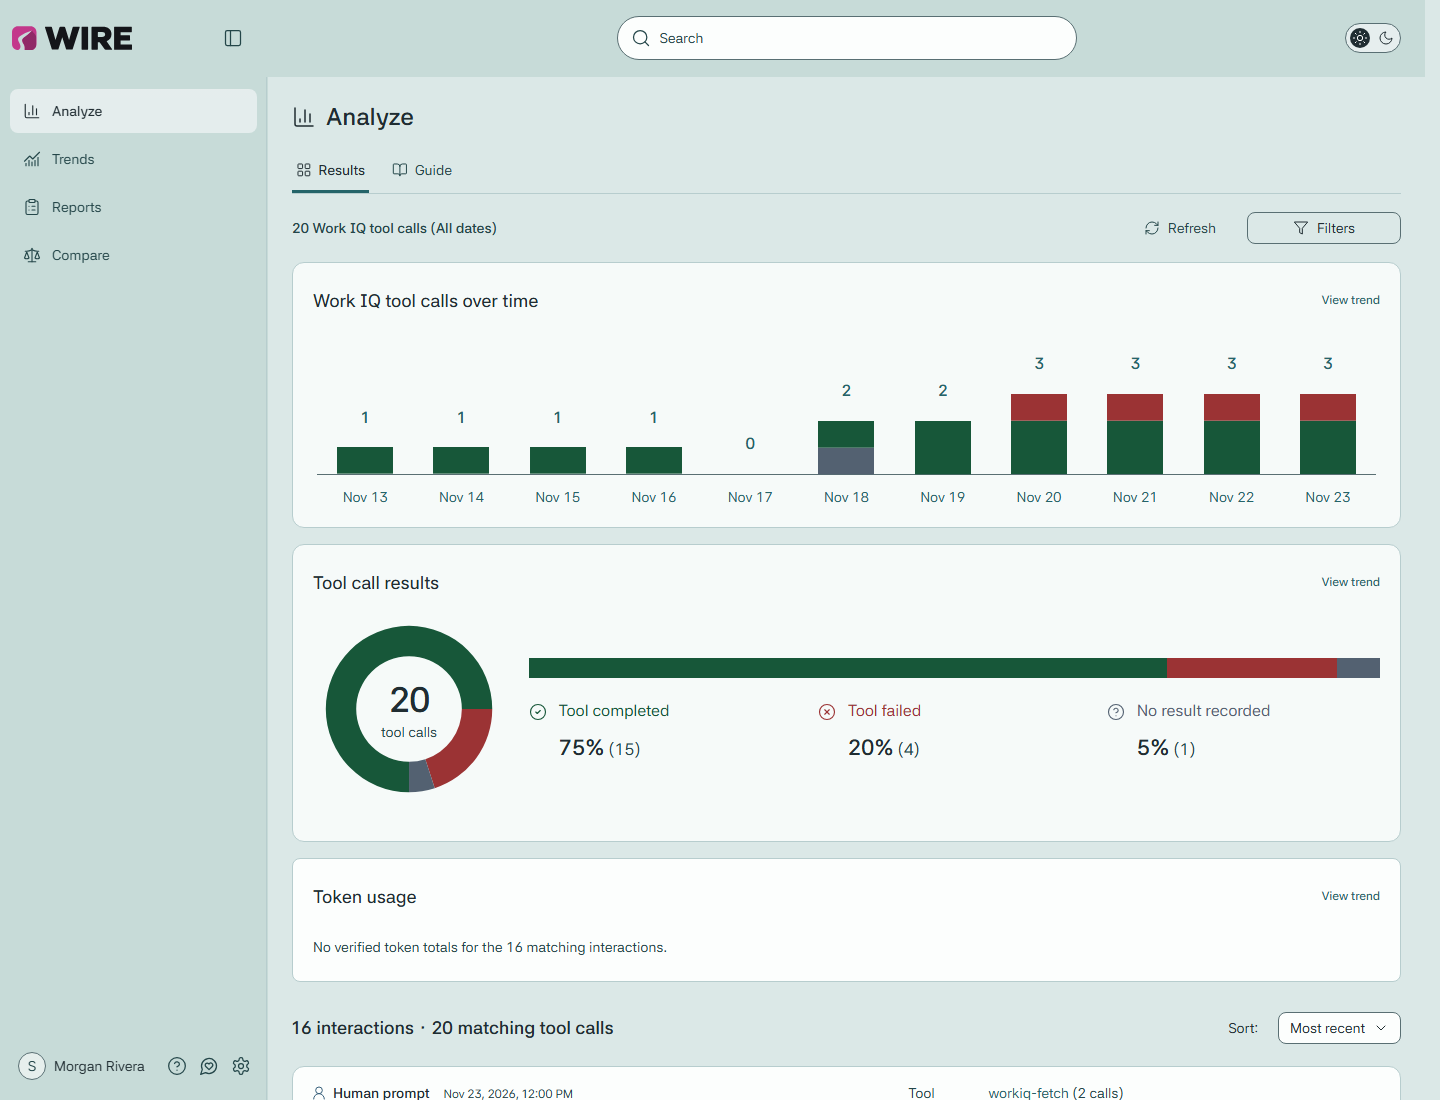 WIRE
Search
Analyze
Trends
Reports
Compare
Analyze
Results
Guide
20 Work IQ tool calls (All dates)
Refresh
Filters
Work IQ tool calls over time
View trend
1 1 1 1 0 2 2 3 3 3 3
Nov 13 Nov 14 Nov 15 Nov 16 Nov 17 Nov 18 Nov 19 Nov 20 Nov 21 Nov 22 Nov 23
Tool call results
View trend
20
tool calls
Tool completed
75% (15)
Tool failed
20% (4)
No result recorded
5% (1)
Token usage
View trend
No verified token totals for the 16 matching interactions.
16 interactions · 20 matching tool calls
Sort:
Most recent
Human prompt
Nov 23, 2026, 12:00 PM
Tool
workiq-fetch (2 calls)
S
Morgan Rivera